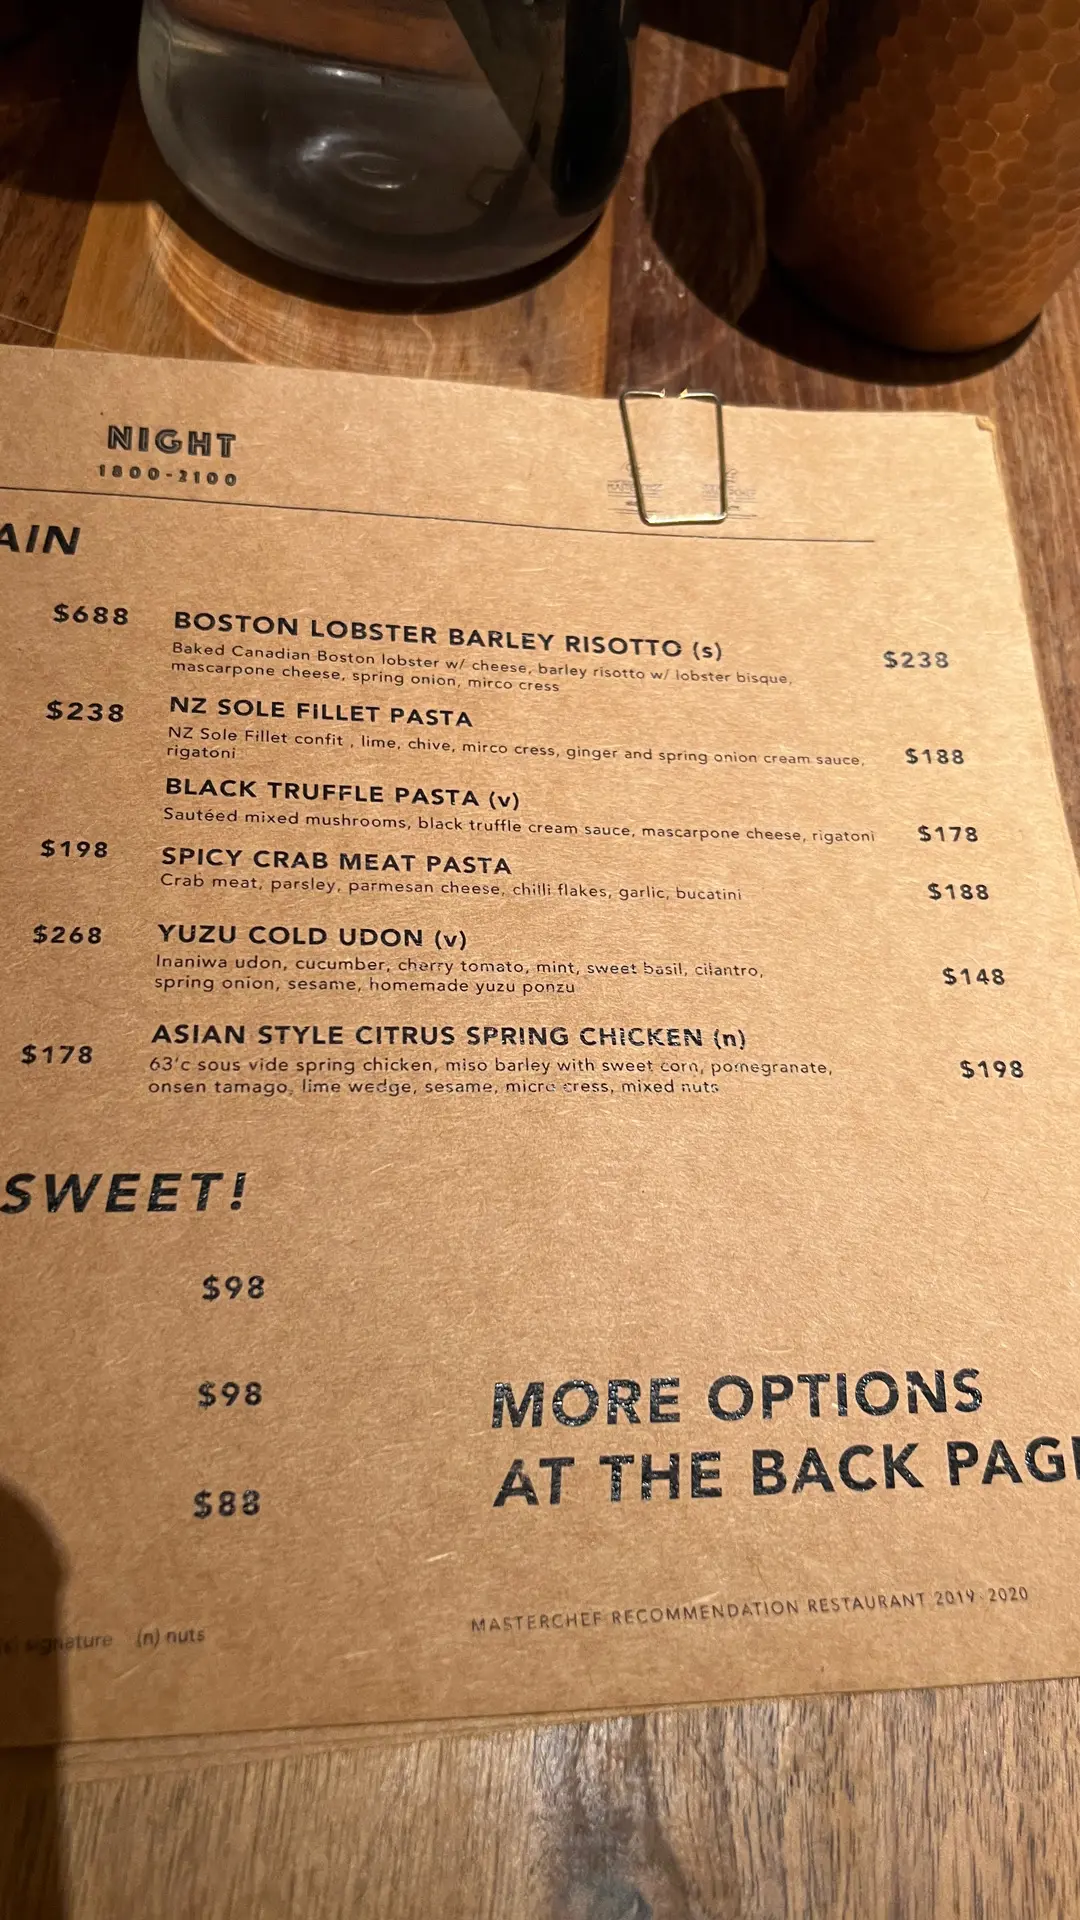 NIGHT
1800-2100
AIN
$688
BOSTON LOBSTER BARLEY RISOTTO (s)
$238
Baked Canadian Boston lobster w/ cheese, barley risotto w/ lobster bisque,
mascarpone cheese, spring onion, mirco cress
$238
NZ SOLE FILLET PASTA
NZ Sole Fillet confit , lime, chive, mirco cress, ginger and spring onion cream sauce,
$188
rigatoni
BLACK TRUFFLE PASTA (v)
Sautéed mixed mushrooms, black truffle cream sauce, mascarpone cheese, rigatoni
$178
$198
SPICY CRAB MEAT PASTA
Crab meat, parsley, parmesan cheese, chilli flakes, garlic, bucatini
$188
$268
YUZU COLD UDON (v)
Inaniwa udon, cucumber, cherry tomato, mint, sweet basil, cilantro,
$148
spring onion, sesame, homemade yuzu ponzu
$178
ASIAN STYLE CITRUS SPRING CHICKEN (n)
63'c sous vide spring chicken, miso barley with sweet corn, pomegranate,
$198
onsen tamago, lime wedge, sesame, micro cress, mixed nuts
SWEET!
$98
$98
$88
MORE OPTIONS
AT THE BACK PAGE
MASTERCHEF RECOMMENDATION RESTAURANT 2019-2020
(s) signature (n) nuts